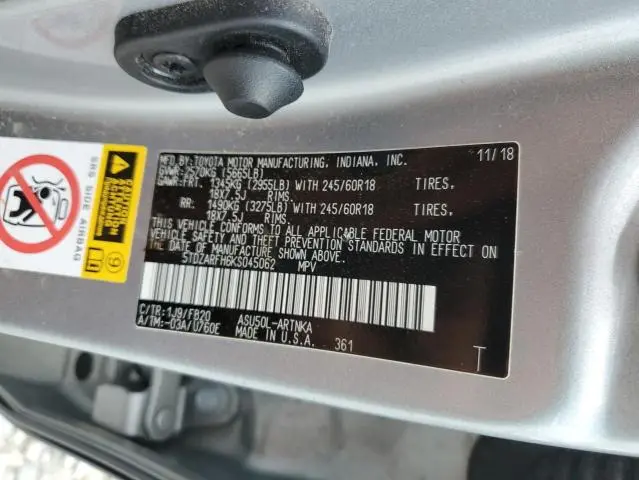 MFD.BY:TOYOTA MOTOR MANUFACTURING, INDIANA, INC. 11/18
GVWR:2570KG (5665LB)
GAWR:FRT. 1345KG (2955LB) WITH 245/60R18 TIRES,
18X7.5J RIMS.
RR: 1490KG (3275LB) WITH 245/60R18 TIRES,
18X7.5J RIMS.
THIS VEHICLE CONFORMS TO ALL APPLICABLE FEDERAL MOTOR
VEHICLE SAFETY AND THEFT PREVENTION STANDARDS IN EFFECT ON
THE DATE OF MANUFACTURE SHOWN ABOVE.
5TDZARFH6KS045062 MPV
C/TR:1J9/FB20 ASU50L-ARTNKA
A/TM:-03A/U760E MADE IN U.S.A. 361
T
SRS SIDE AIRBAG